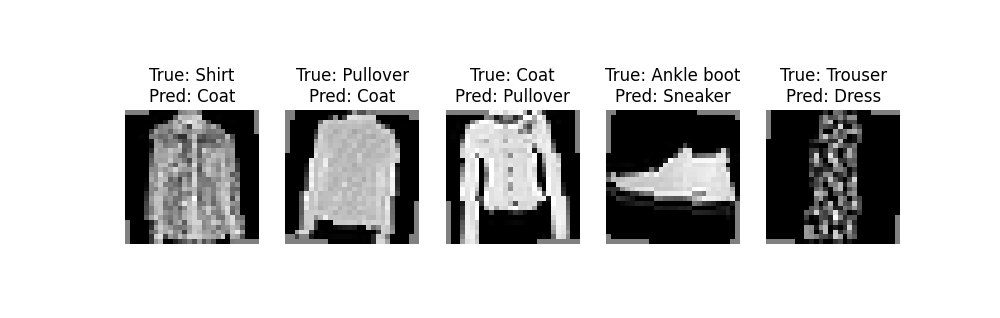 True: Shirt
Pred: Coat
True: Pullover
Pred: Coat
True: Coat
Pred: Pullover
True: Ankle boot
Pred: Sneaker
True: Trouser
Pred: Dress